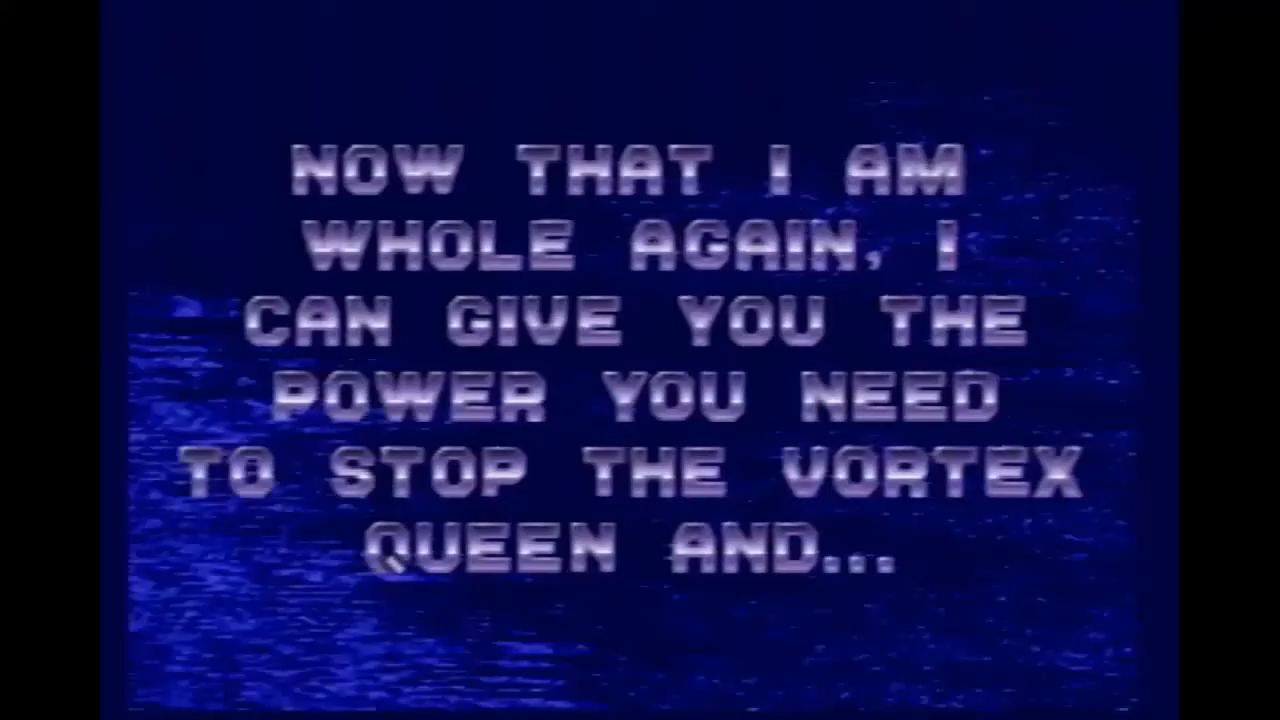 NOW THAT I AM
WHOLE AGAIN, I
CAN GIVE YOU THE
POWER YOU NEED
TO STOP THE VORTEX
QUEEN AND...